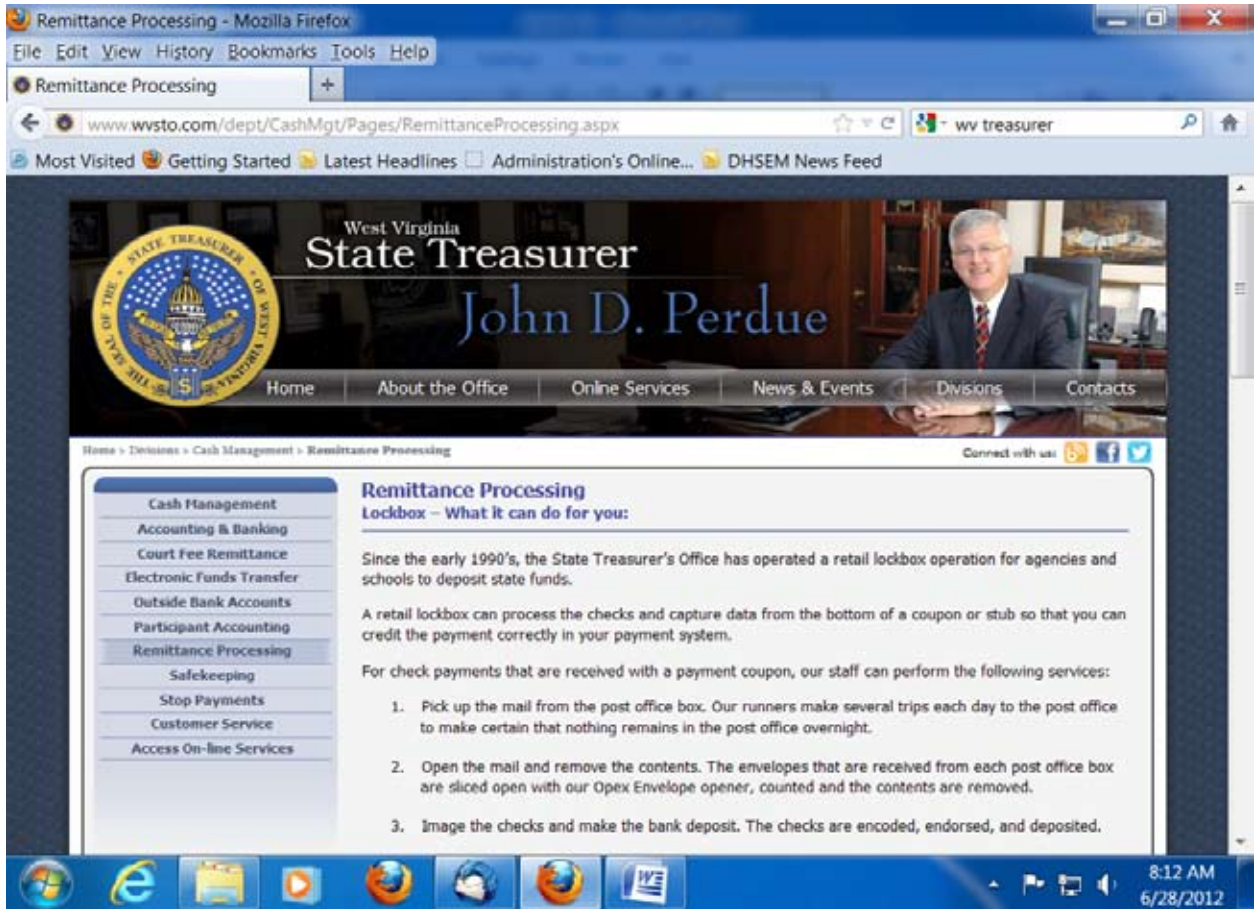 Remittance Processing - Mozilla Firefox
File Edit View History Bookmarks Tools Help
Remittance Processing
www.wvsto.com/dept/CashMgt/Pages/RemittanceProcessing.aspx
wv treasurer
Most Visited Getting Started Latest Headlines Administration's Online... DHSEM News Feed
THE SEAL OF THE STATE TREASURER OF WEST VIRGINIA
West Virginia
State Treasurer
John D. Perdue
Home About the Office Online Services News & Events Divisions Contacts
Home > Divisions > Cash Management > Remittance Processing
Connect with us:
Cash Management
Accounting & Banking
Court Fee Remittance
Electronic Funds Transfer
Outside Bank Accounts
Participant Accounting
Remittance Processing
Safekeeping
Stop Payments
Customer Service
Access On-line Services
Remittance Processing
Lockbox – What it can do for you:
Since the early 1990's, the State Treasurer's Office has operated a retail lockbox operation for agencies and
schools to deposit state funds.
A retail lockbox can process the checks and capture data from the bottom of a coupon or stub so that you can
credit the payment correctly in your payment system.
For check payments that are received with a payment coupon, our staff can perform the following services:
1. Pick up the mail from the post office box. Our runners make several trips each day to the post office
to make certain that nothing remains in the post office overnight.
2. Open the mail and remove the contents. The envelopes that are received from each post office box
are sliced open with our Opex Envelope opener, counted and the contents are removed.
3. Image the checks and make the bank deposit. The checks are encoded, endorsed, and deposited.
8:12 AM
6/28/2012